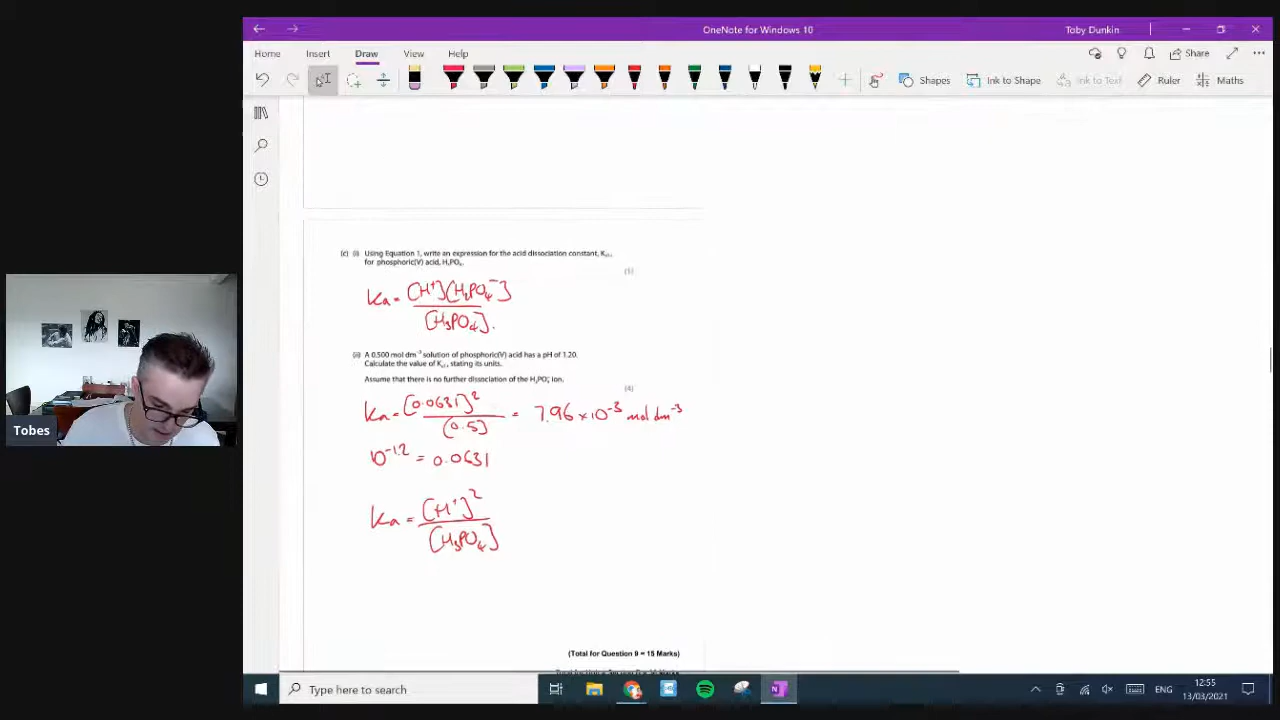 OneNote for Windows 10
Toby Dunkin
Home Insert Draw View Help
Share
Shapes Ink to Shape Ink to Text Ruler Maths
(c) (i) Using Equation 1, write an expression for the acid dissociation constant, Kₐ₁,
for phosphoric(V) acid, H₃PO₄.
(1)
Ka = [H⁺][H₂PO₄⁻]
[H₃PO₄].
(ii) A 0.500 mol dm⁻³ solution of phosphoric(V) acid has a pH of 1.20.
Calculate the value of Kₐ₁, stating its units.
Assume that there is no further dissociation of the H₂PO₄⁻ ion.
(4)
Ka = [0.0631]² = 7.96 × 10⁻³ mol dm⁻³
[0.5]
10⁻¹·² = 0.0631
Ka = [H⁺]²
[H₃PO₄]
(Total for Question 9 = 15 Marks)
Tobes
Type here to search
ENG
12:55
13/03/2021